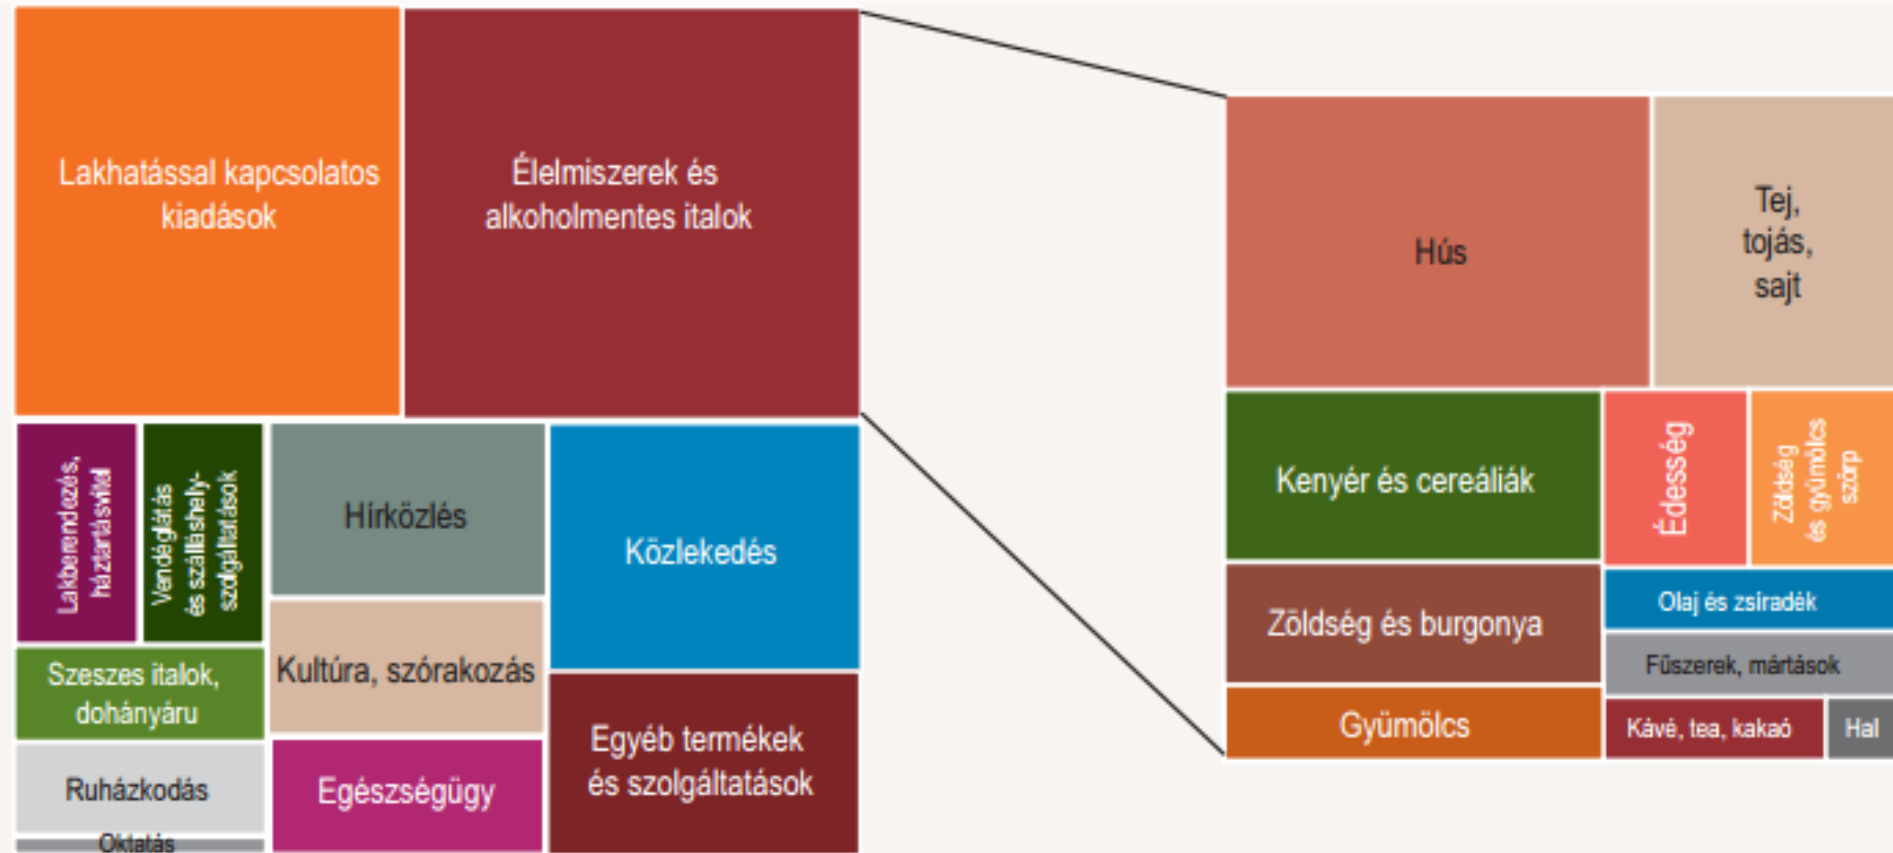 Lakhatással kapcsolatos
kiadások
Élelmiszerek és
alkoholmentes italok
Lakberendezés,
háztartásvitel
Vendéglátás
és szálláshely-
szolgáltatások
Szeszes italok,
dohányáru
Ruházkodás
Oktatás
Hírközlés
Kultúra, szórakozás
Egészségügy
Közlekedés
Egyéb termékek
és szolgáltatások
Hús
Tej,
tojás,
sajt
Kenyér és cereáliák
Zöldség és burgonya
Gyümölcs
Édesség
Zöldség
és gyümölcs
szörp
Olaj és zsiradék
Fűszerek, mártások
Kávé, tea, kakaó
Hal